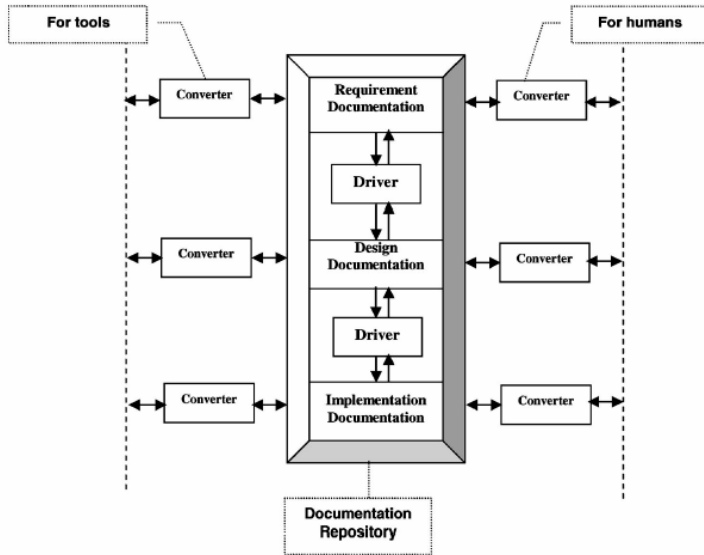 For tools
For humans
Converter
Requirement
Documentation
Converter
Driver
Converter
Design
Documentation
Converter
Driver
Converter
Implementation
Documentation
Converter
Documentation
Repository